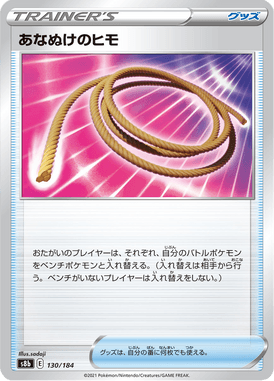 TRAINER'S
グッズ
あなぬけのヒモ
おたがいのプレイヤーは、それぞれ、自分のバトルポケモン
をベンチポケモンと入れ替える。（入れ替えは相手から行
う。ベンチポケモンがいないプレイヤーは入れ替えをしない。）
Illus.sadaji
s8b E 130/184
グッズは、自分の番に何枚でも使える。
©2021 Pokémon/Nintendo/Creatures/GAME FREAK.